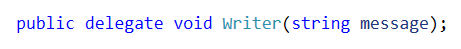 public delegate void Writer(string message);